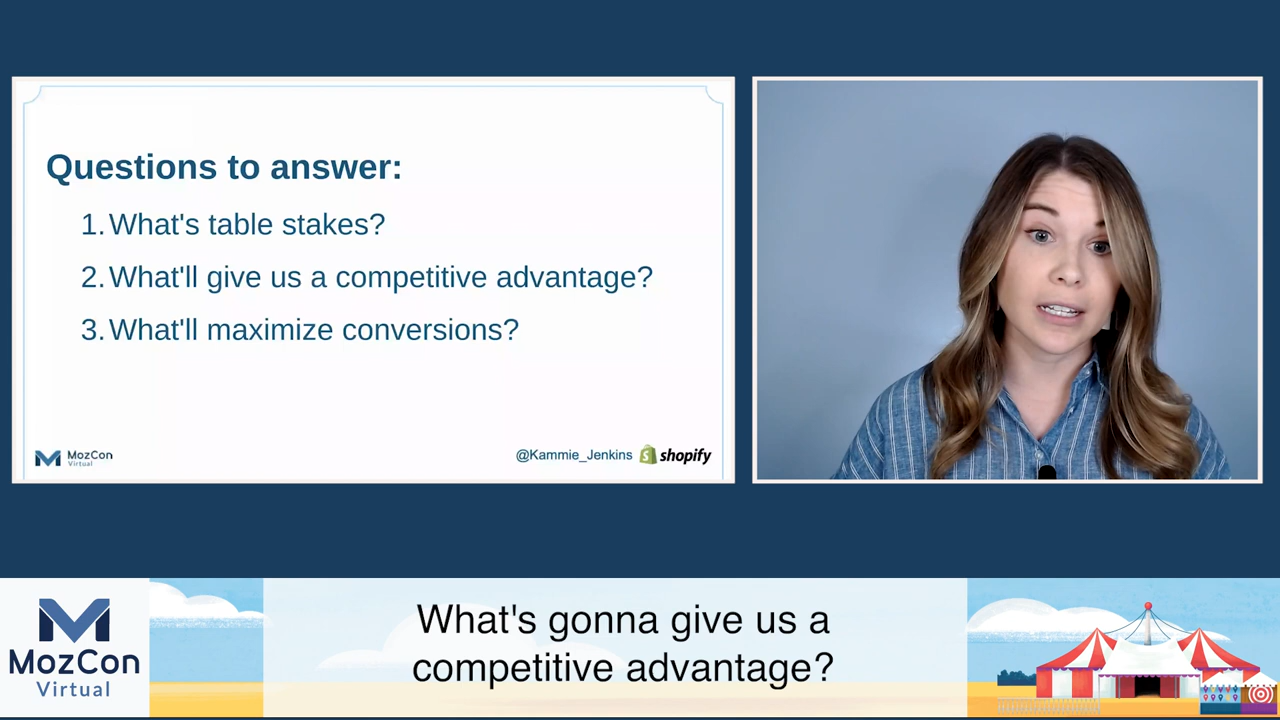 Questions to answer:
1. What's table stakes?
2. What'll give us a competitive advantage?
3. What'll maximize conversions?
MozCon
Virtual
@Kammie_Jenkins shopify
MozCon
Virtual
What's gonna give us a
competitive advantage?